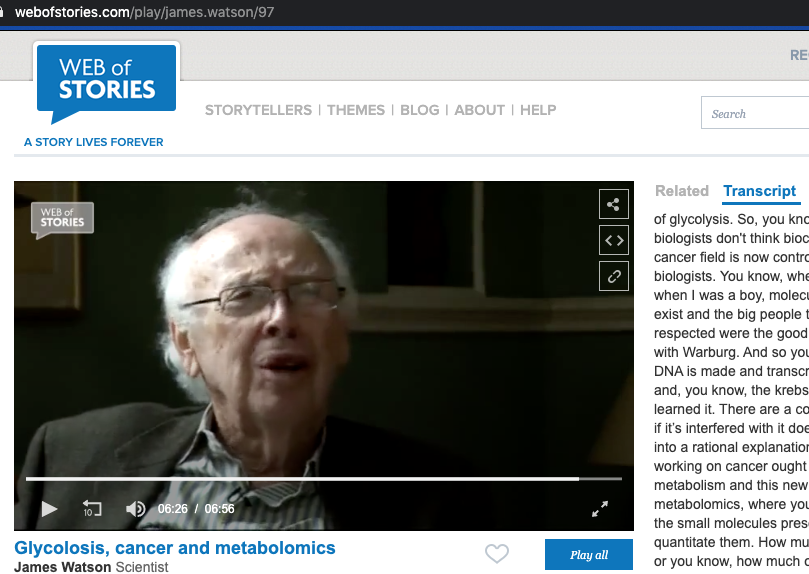 webofstories.com/play/james.watson/97
RE
WEB of
STORIES
STORYTELLERS | THEMES | BLOG | ABOUT | HELP
Search
A STORY LIVES FOREVER
WEB of
STORIES
10
06:26 / 06:56
Glycolosis, cancer and metabolomics
James Watson Scientist
Play all
Related Transcript
of glycolysis. So, you kno
biologists don't think bioc
cancer field is now contro
biologists. You know, whe
when I was a boy, molecu
exist and the big people t
respected were the good
with Warburg. And so you
DNA is made and transcr
and, you know, the krebs
learned it. There are a co
if it's interfered with it doe
into a rational explanation
working on cancer ought
metabolism and this new
metabolomics, where you
the small molecules pres
quantitate them. How mu
or you know, how much o